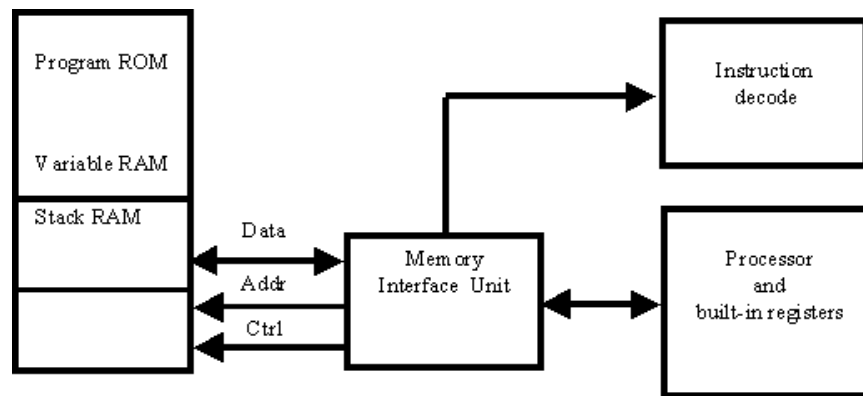 Program ROM
Variable RAM
Stack RAM
Data
Addr
Ctrl
Memory
Interface Unit
Instruction
decode
Processor
and
built-in registers